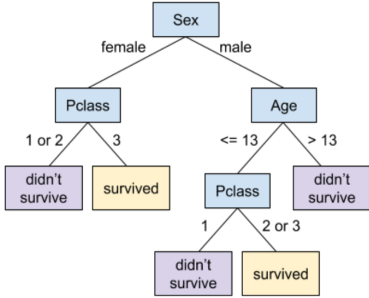 Sex
female
male
Pclass
Age
1 or 2
3
<= 13
> 13
didn't
survive
survived
Pclass
didn't
survive
1
2 or 3
didn't
survive
survived